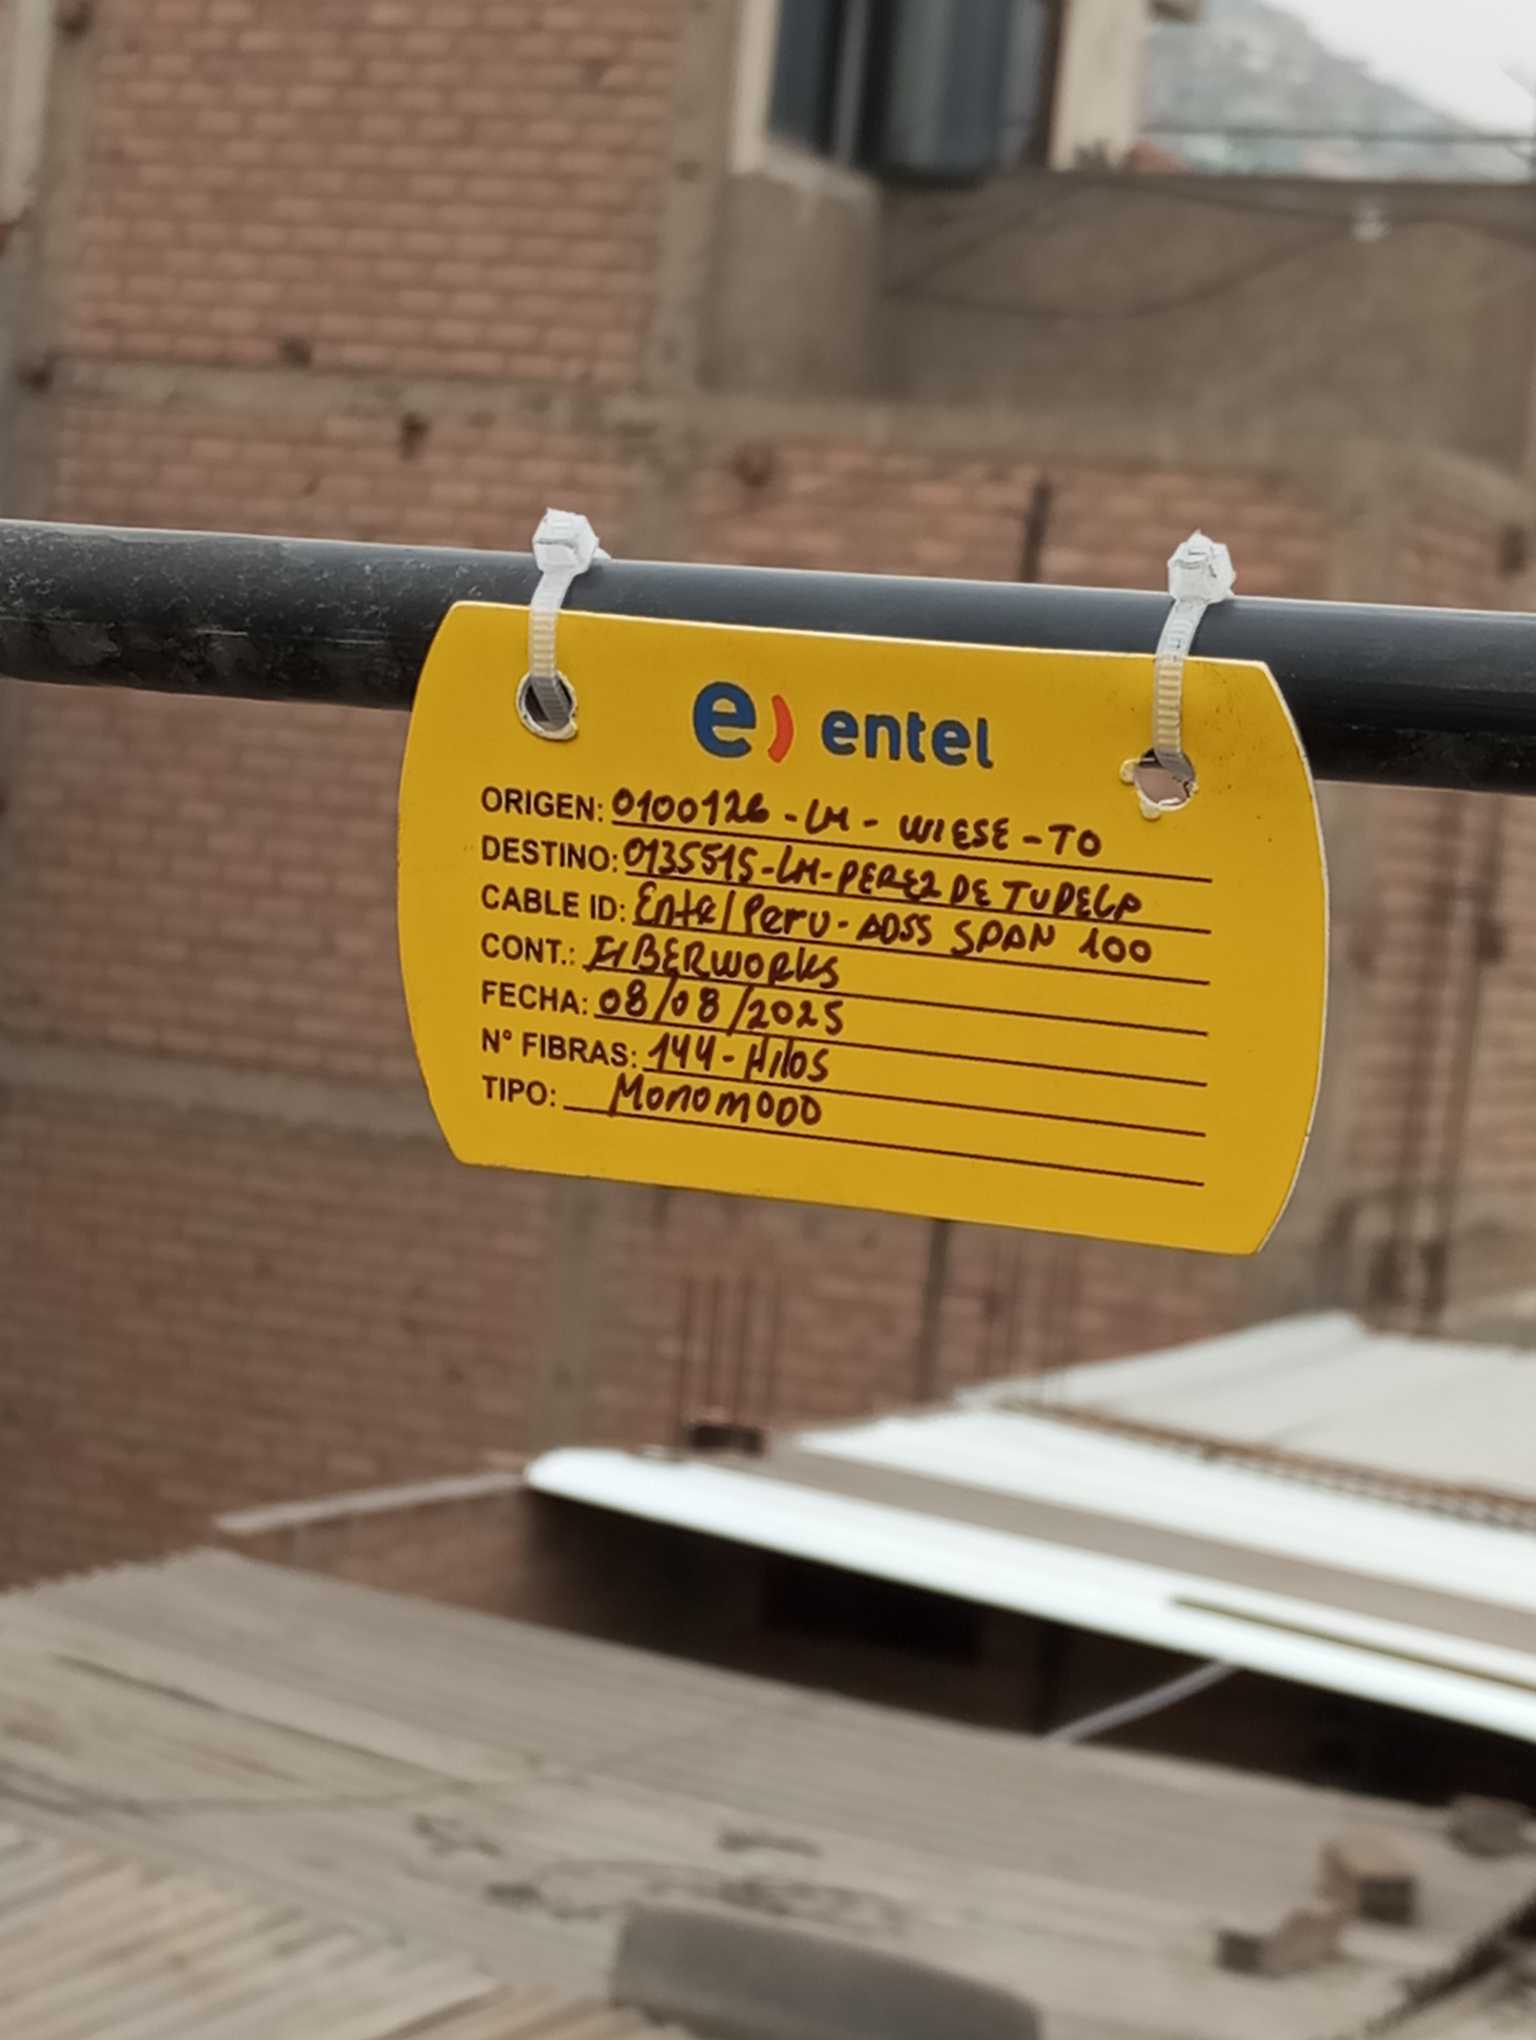 e) entel
ORIGEN: 0100126 - LM - WIESE - TO
DESTINO: 0135515-LM-PEREZ DE TUDELA
CABLE ID: Entel Peru - ADSS SPAN 100
CONT.: FIBERWORKS
FECHA: 08/08/2025
N° FIBRAS: 144 - Hilos
TIPO: MONOMODO